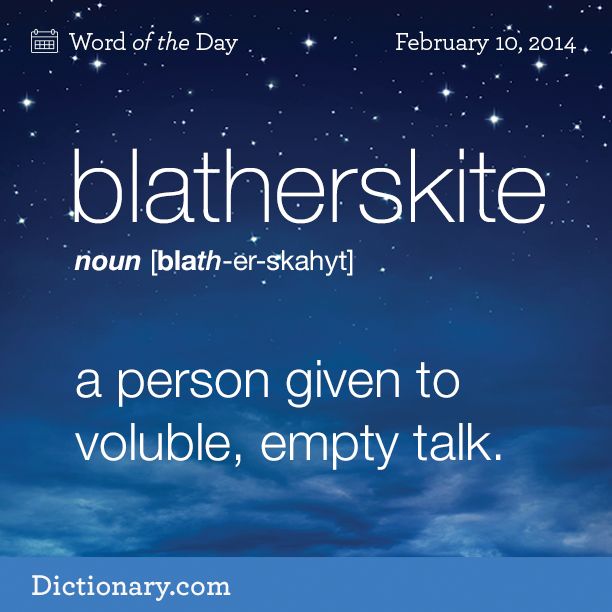 Word of the Day
February 10, 2014
blatherskite
noun [blath-er-skahyt]
a person given to
voluble, empty talk.
Dictionary.com